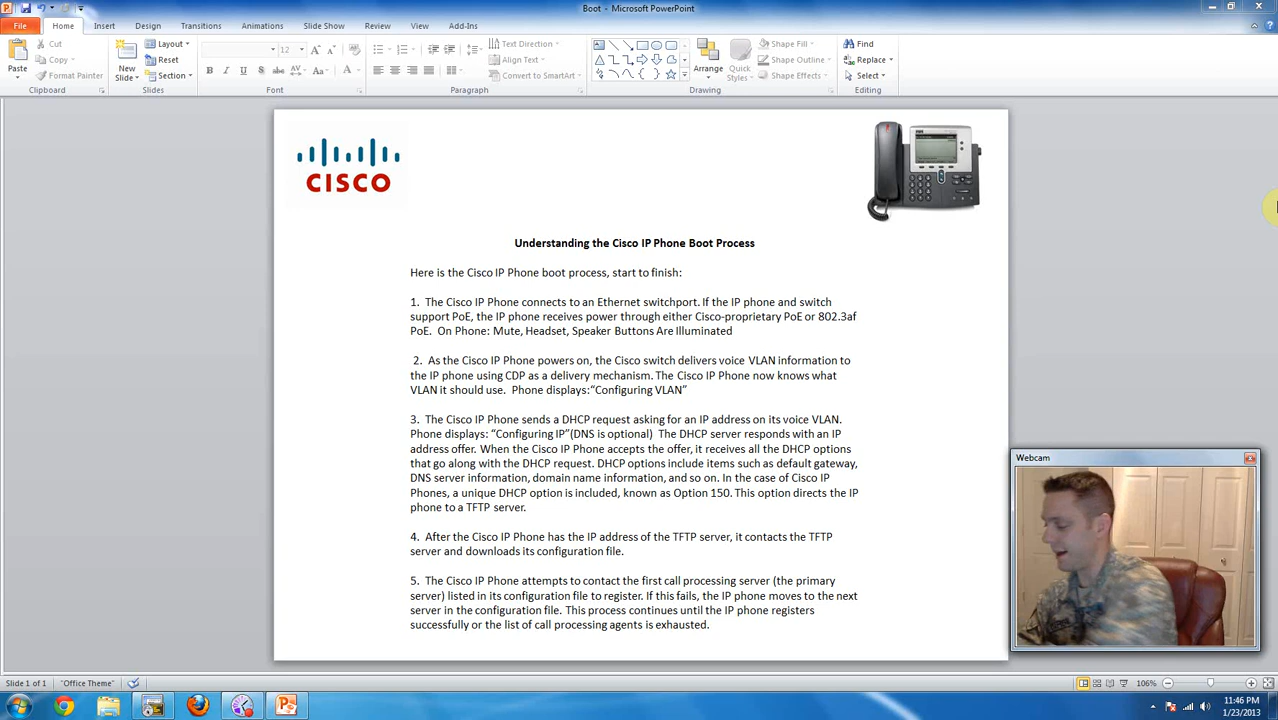 Boot - Microsoft PowerPoint
File Home Insert Design Transitions Animations Slide Show Review View Add-Ins
Paste
Cut
Copy
Format Painter
Clipboard
New Slide
Layout
Reset
Section
Slides
12
Font
Text Direction
Align Text
Convert to SmartArt
Paragraph
Arrange
Quick Styles
Shape Fill
Shape Outline
Shape Effects
Drawing
Find
Replace
Select
Editing
CISCO
Understanding the Cisco IP Phone Boot Process
Here is the Cisco IP Phone boot process, start to finish:
1. The Cisco IP Phone connects to an Ethernet switchport. If the IP phone and switch
support PoE, the IP phone receives power through either Cisco-proprietary PoE or 802.3af
PoE. On Phone: Mute, Headset, Speaker Buttons Are Illuminated
2. As the Cisco IP Phone powers on, the Cisco switch delivers voice VLAN information to
the IP phone using CDP as a delivery mechanism. The Cisco IP Phone now knows what
VLAN it should use. Phone displays:“Configuring VLAN”
3. The Cisco IP Phone sends a DHCP request asking for an IP address on its voice VLAN.
Phone displays: “Configuring IP”(DNS is optional) The DHCP server responds with an IP
address offer. When the Cisco IP Phone accepts the offer, it receives all the DHCP options
that go along with the DHCP request. DHCP options include items such as default gateway,
DNS server information, domain name information, and so on. In the case of Cisco IP
Phones, a unique DHCP option is included, known as Option 150. This option directs the IP
phone to a TFTP server.
4. After the Cisco IP Phone has the IP address of the TFTP server, it contacts the TFTP
server and downloads its configuration file.
5. The Cisco IP Phone attempts to contact the first call processing server (the primary
server) listed in its configuration file to register. If this fails, the IP phone moves to the next
server in the configuration file. This process continues until the IP phone registers
successfully or the list of call processing agents is exhausted.
Webcam
Slide 1 of 1
"Office Theme"
106%
11:46 PM
1/23/2013